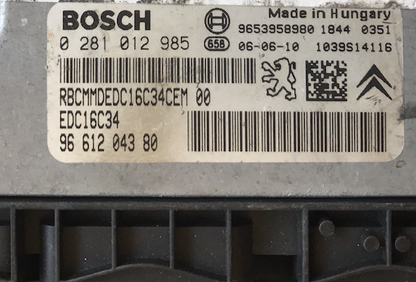 BOSCH
Made in Hungary
9653958980 1844 0351
0 281 012 985
658
06-06-10 1039S14116
RBCMMDEDC16C34CEM 00
EDC16C34
96 612 043 80